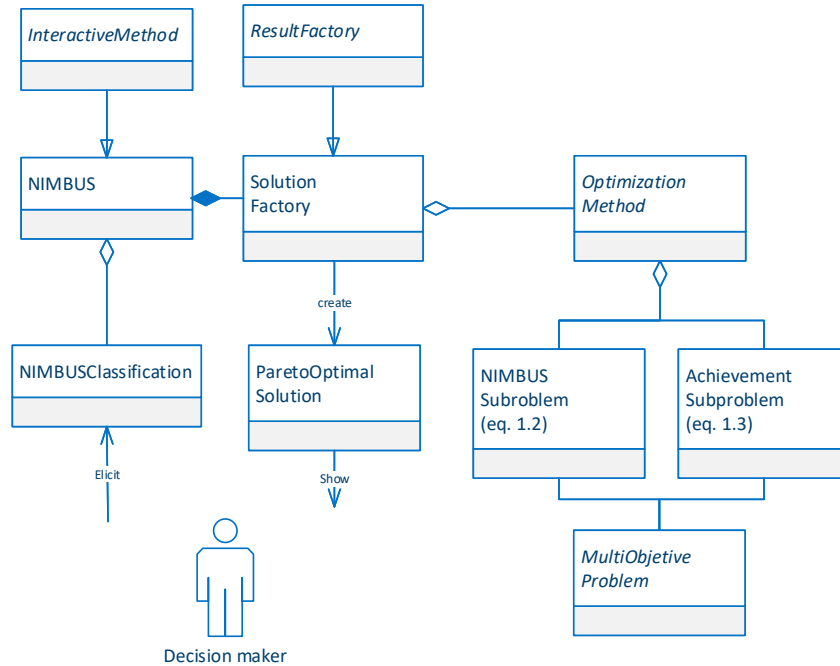 InteractiveMethod
ResultFactory
NIMBUS
Solution
Factory
Optimization
Method
create
NIMBUSClassification
ParetoOptimal
Solution
NIMBUS
Subroblem
(eq. 1.2)
Achievement
Subproblem
(eq. 1.3)
Elicit
Show
MultiObjetive
Problem
Decision maker